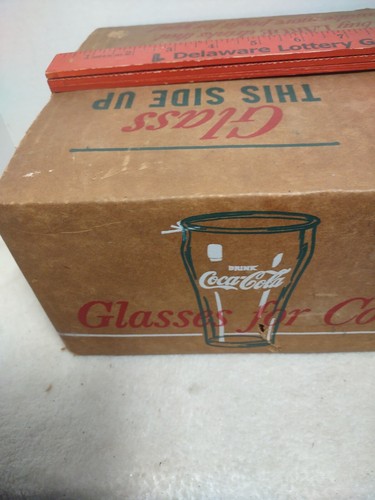 Delaware Lottery G
THIS SIDE UP
Glass
DRINK
Coca-Cola
Glasses for Co